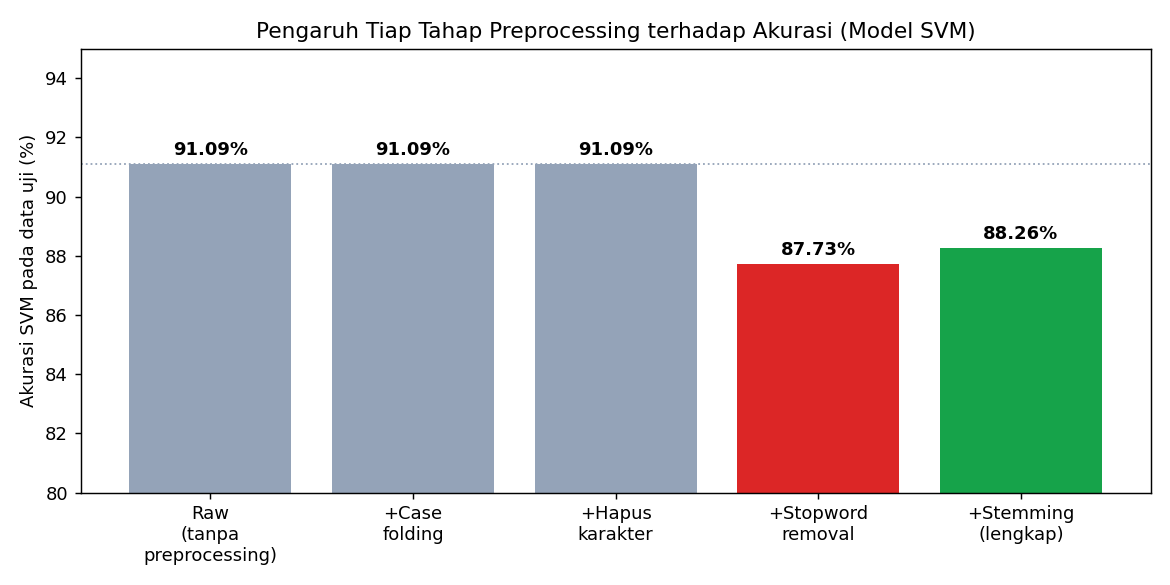 Pengaruh Tiap Tahap Preprocessing terhadap Akurasi (Model SVM)
Akurasi SVM pada data uji (%)
94
92
90
88
86
84
82
80
91.09%
91.09%
91.09%
87.73%
88.26%
Raw
(tanpa
preprocessing)
+Case
folding
+Hapus
karakter
+Stopword
removal
+Stemming
(lengkap)